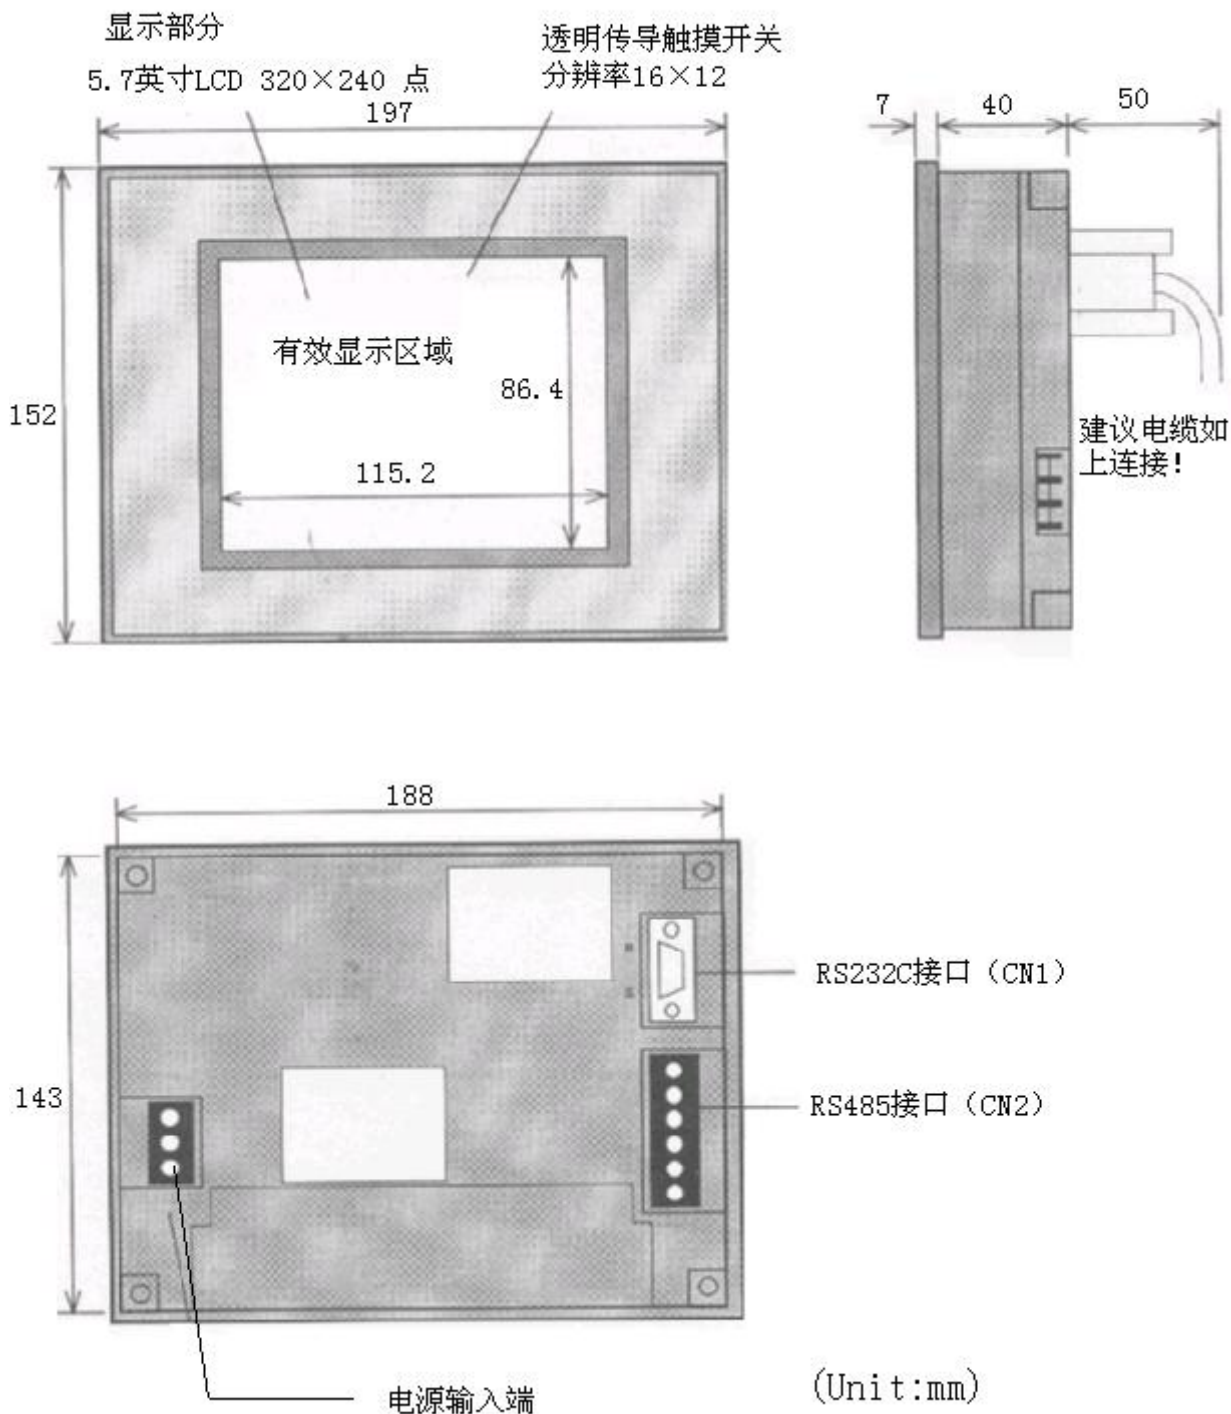 显示部分
5.7英寸LCD 320×240 点
透明传导触摸开关
分辨率16×12
197
7
40
50
有效显示区域
86.4
152
115.2
建议电缆如
上连接!
188
RS232C接口（CN1）
143
RS485接口（CN2）
电源输入端
(Unit:mm)